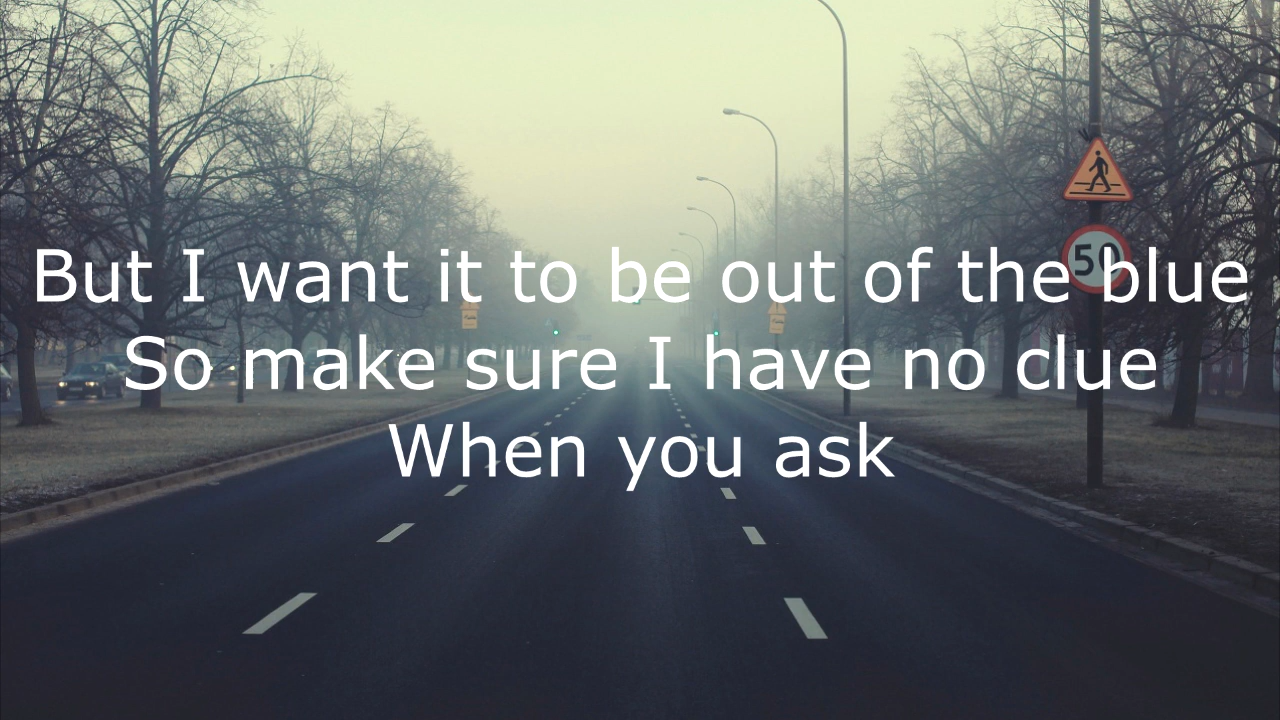 50
But I want it to be out of the blue
So make sure I have no clue
When you ask